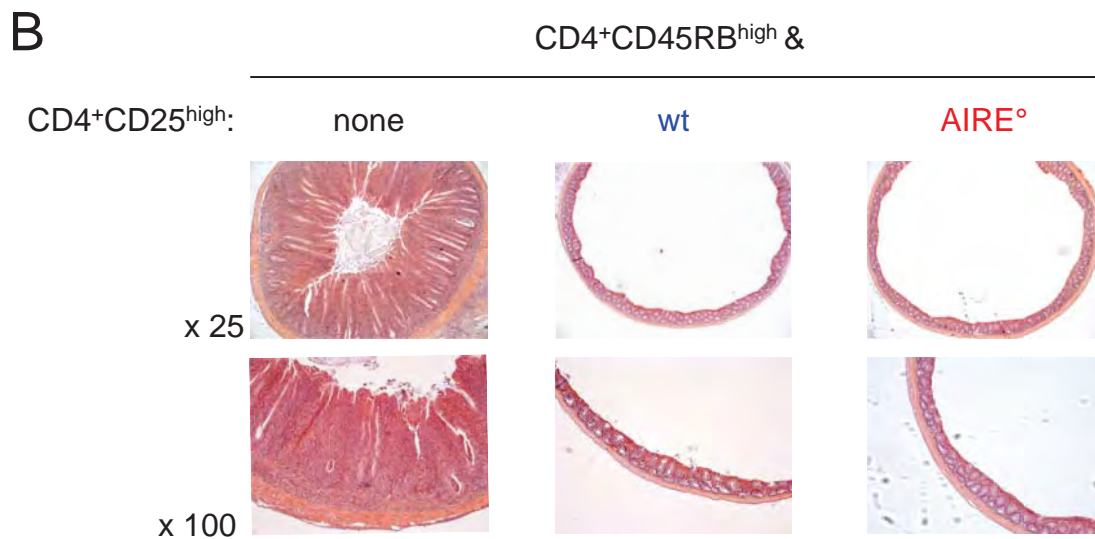 B
CD4⁺CD45RBʰⁱᵍʰ &
CD4⁺CD25ʰⁱᵍʰ: none wt AIRE°
x 25
x 100